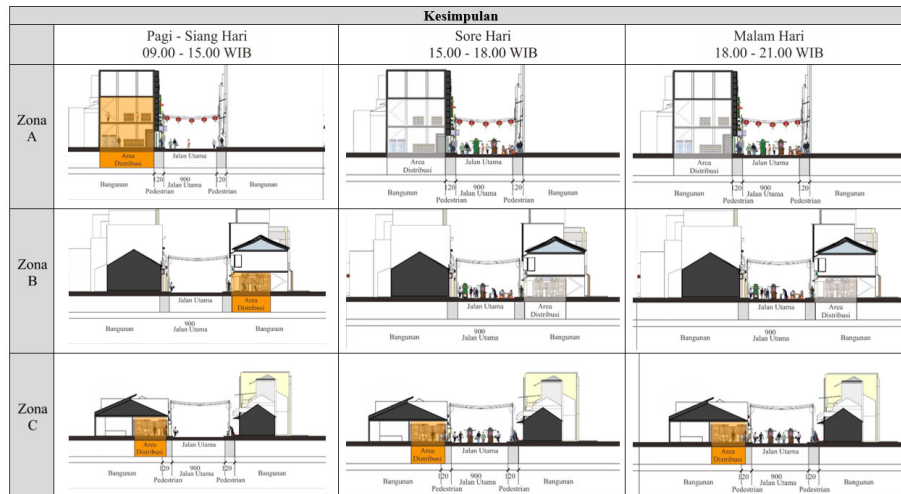 Kesimpulan
Pagi - Siang Hari
09.00 - 15.00 WIB
Sore Hari
15.00 - 18.00 WIB
Malam Hari
18.00 - 21.00 WIB
Zona
A
Area
Distribusi
Jalan Utama
120
900
120
Bangunan
Pedestrian
Jalan Utama
Pedestrian
Bangunan
Area
Distribusi
Jalan Utama
120
900
120
Bangunan
Pedestrian
Jalan Utama
Pedestrian
Bangunan
Area
Distribusi
Jalan Utama
120
900
120
Bangunan
Pedestrian
Jalan Utama
Pedestrian
Bangunan
Zona
B
Jalan Utama
Area
Distribusi
900
Bangunan
Jalan Utama
Bangunan
Jalan Utama
Area
Distribusi
900
Bangunan
Jalan Utama
Bangunan
Jalan Utama
Area
Distribusi
900
Bangunan
Jalan Utama
Bangunan
Zona
C
Area
Distribusi
Jalan Utama
120
900
120
Bangunan
Jalan Utama
Bangunan
Pedestrian
Pedestrian
Area
Distribusi
Jalan Utama
120
900
120
Bangunan
Jalan Utama
Bangunan
Pedestrian
Pedestrian
Area
Distribusi
Jalan Utama
120
900
120
Bangunan
Jalan Utama
Bangunan
Pedestrian
Pedestrian